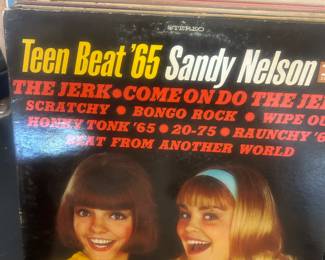 STEREO
Teen Beat '65 Sandy Nelson
THE JERK • COME ON DO THE JE
SCRATCHY • BONGO ROCK • WIPE OU
HONKY TONK '65 • 20-75 • RAUNCHY '6
BEAT FROM ANOTHER WORLD